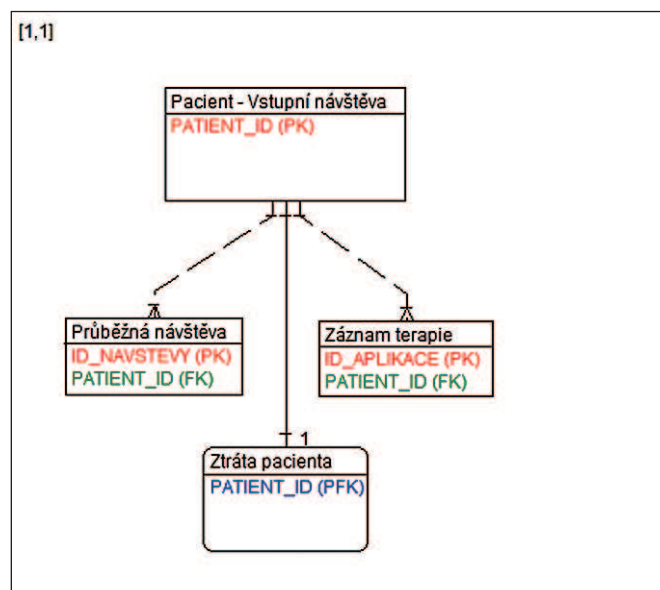 [1,1]
Pacient - Vstupní návštěva
PATIENT_ID (PK)
Průběžná návštěva
ID_NAVSTEVY (PK)
PATIENT_ID (FK)
Záznam terapie
ID_APLIKACE (PK)
PATIENT_ID (FK)
1
Ztráta pacienta
PATIENT_ID (PFK)